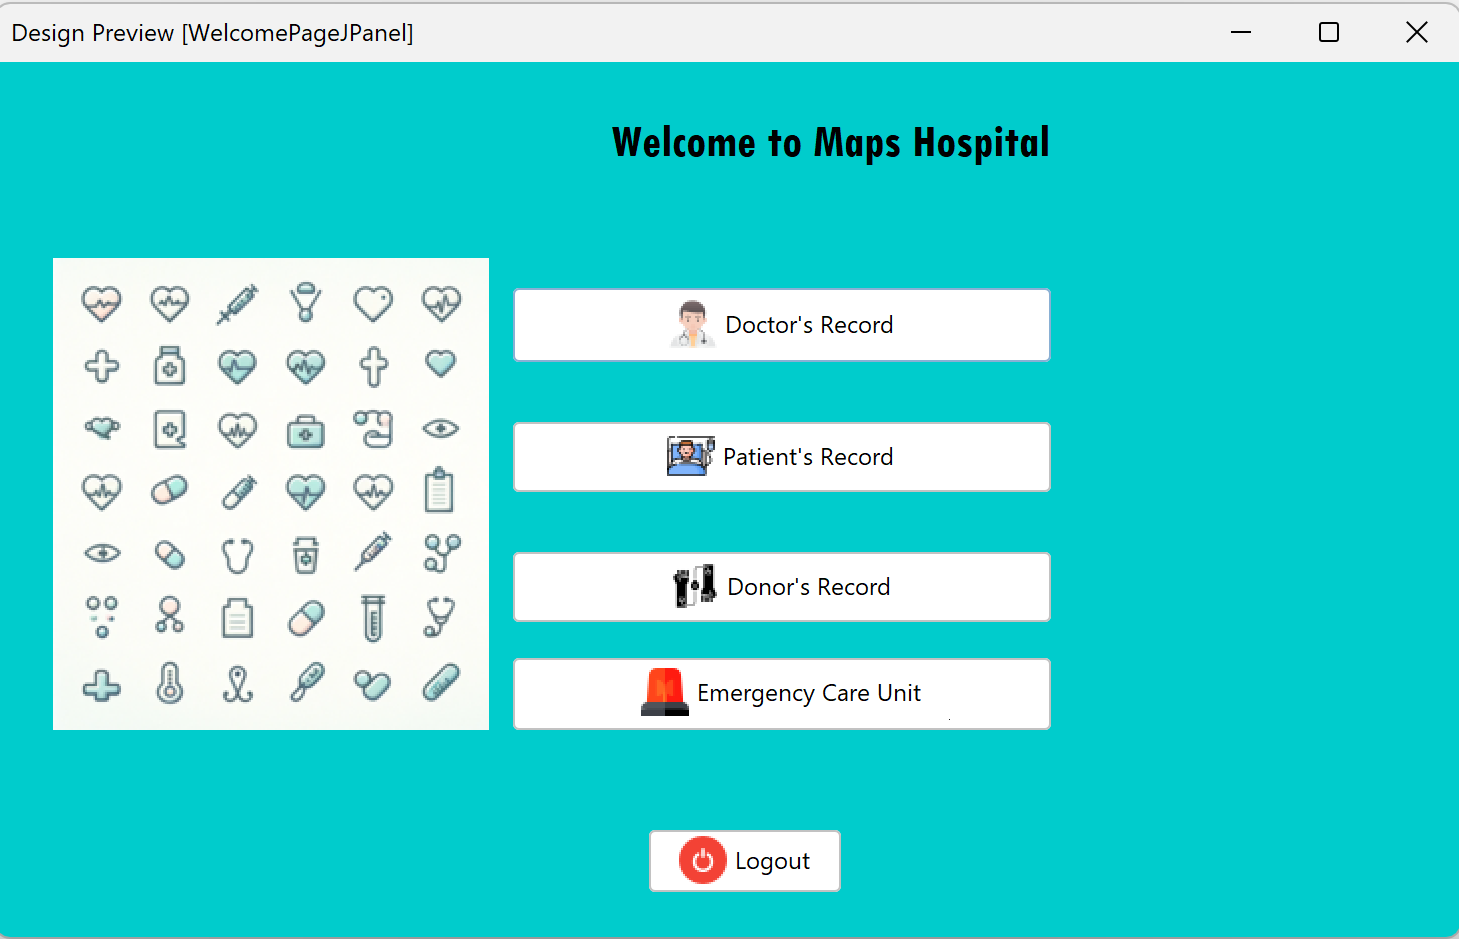 Design Preview [WelcomePageJPanel]
Welcome to Maps Hospital
Doctor's Record
Patient's Record
Donor's Record
Emergency Care Unit
Logout